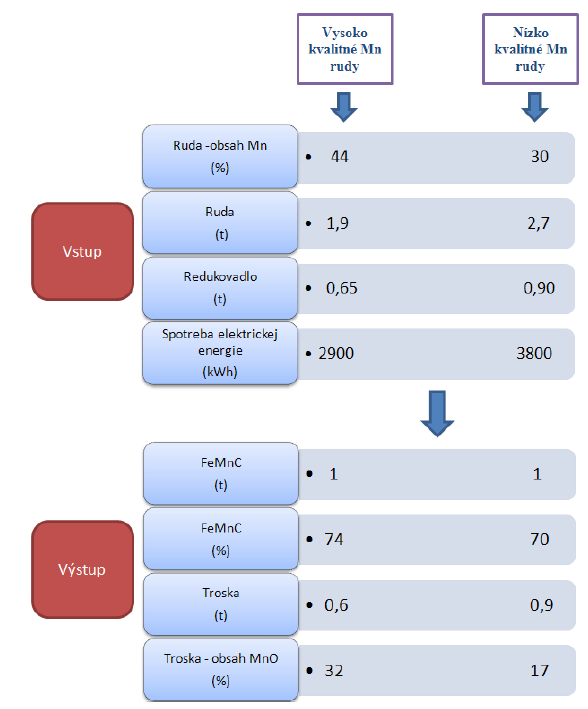 Vysoko
kvalitné Mn
rudy
Nízko
kvalitné Mn
rudy
Vstup
Ruda -obsah Mn
(%)
• 44 30
Ruda
(t)
• 1,9 2,7
Redukovadlo
(t)
• 0,65 0,90
Spotreba elektrickej
energie
(kWh)
• 2900 3800
Výstup
FeMnC
(t)
• 1 1
FeMnC
(%)
• 74 70
Troska
(t)
• 0,6 0,9
Troska - obsah MnO
(%)
• 32 17